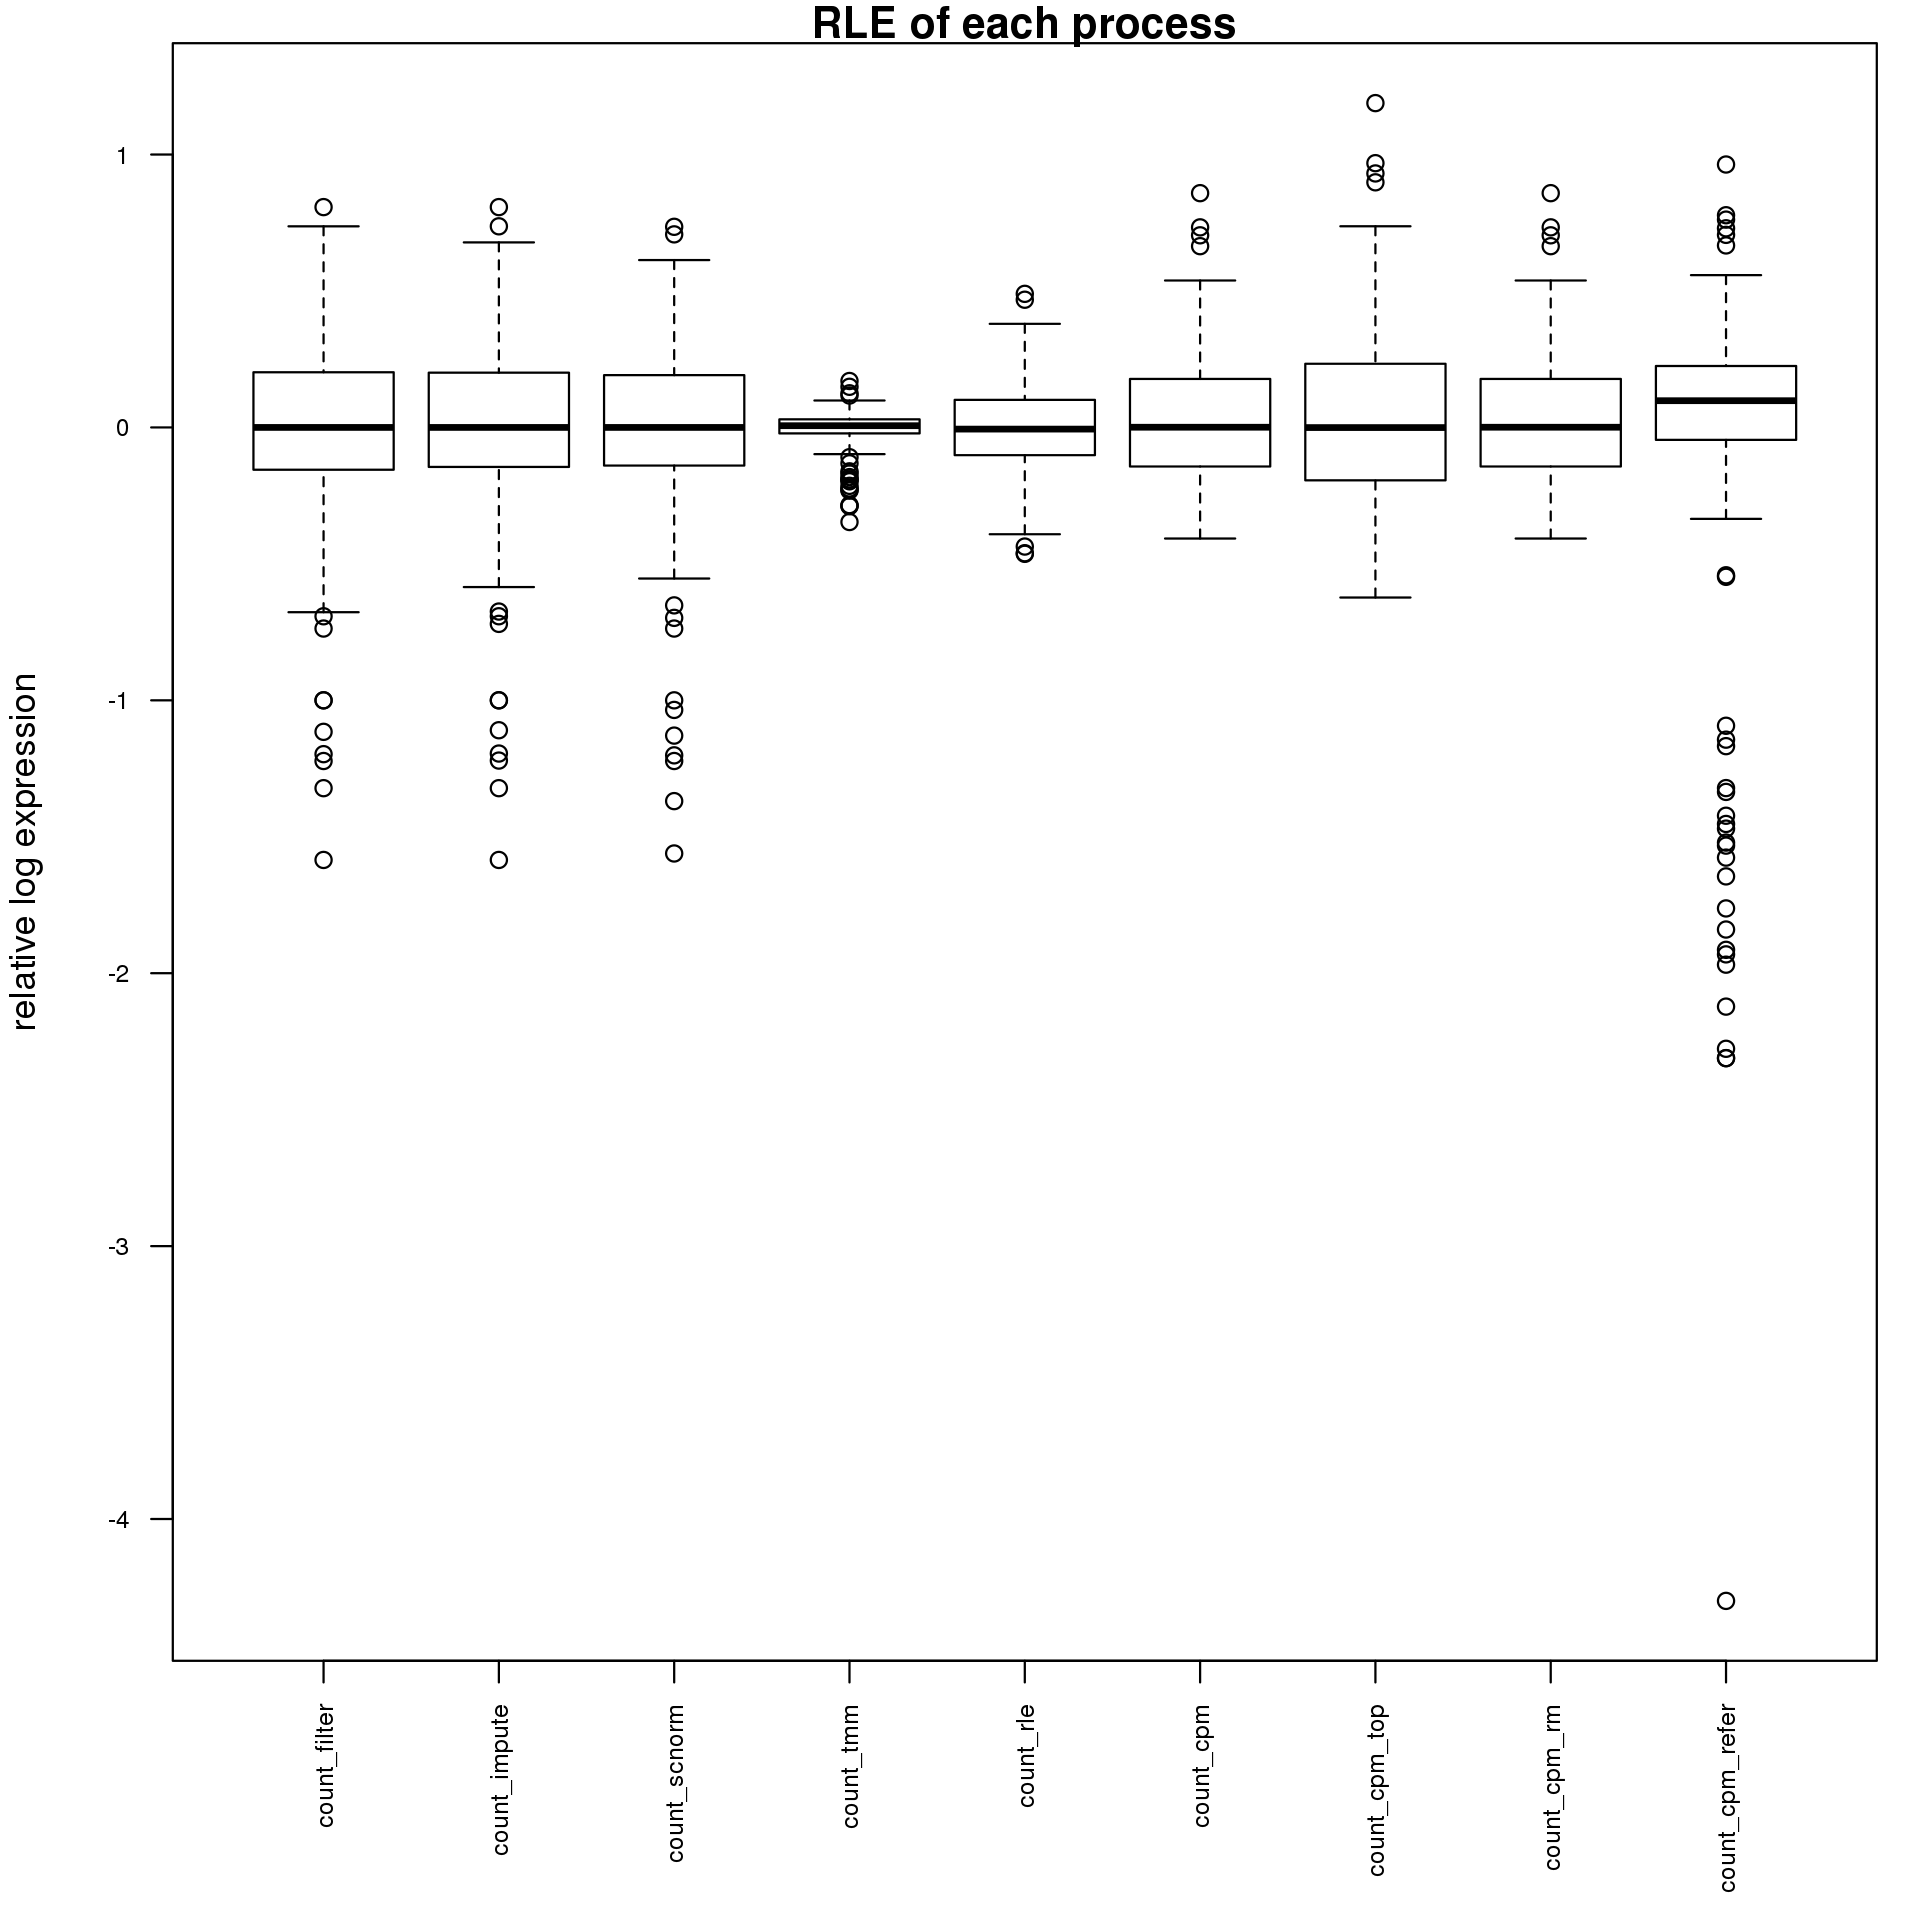 RLE of each process
relative log expression
1
0
-1
-2
-3
-4
count_filter
count_impute
count_scnorm
count_tmm
count_rle
count_cpm
count_cpm_top
count_cpm_rm
count_cpm_refer